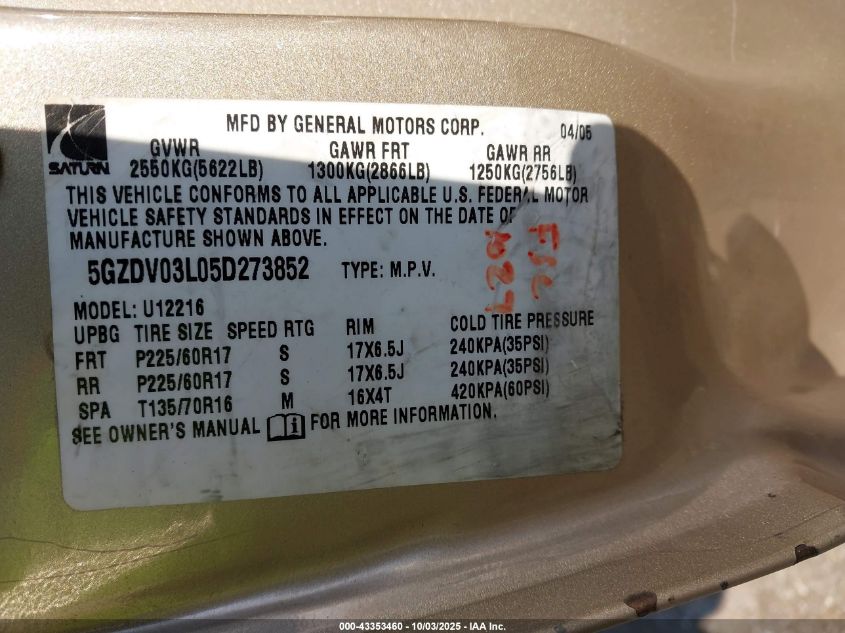 SATURN
MFD BY GENERAL MOTORS CORP. 04/05
GVWR GAWR FRT GAWR RR
2550KG(5622LB) 1300KG(2866LB) 1250KG(2756LB)
THIS VEHICLE CONFORMS TO ALL APPLICABLE U.S. FEDERAL MOTOR
VEHICLE SAFETY STANDARDS IN EFFECT ON THE DATE OF
MANUFACTURE SHOWN ABOVE.
5GZDV03L05D273852 TYPE: M.P.V.
MODEL: U12216
UPBG TIRE SIZE SPEED RTG RIM COLD TIRE PRESSURE
FRT P225/60R17 S 17X6.5J 240KPA(35PSI)
RR P225/60R17 S 17X6.5J 240KPA(35PSI)
SPA T135/70R16 M 16X4T 420KPA(60PSI)
SEE OWNER'S MANUAL i FOR MORE INFORMATION.
000-43353460 - 10/03/2025 - IAA Inc.